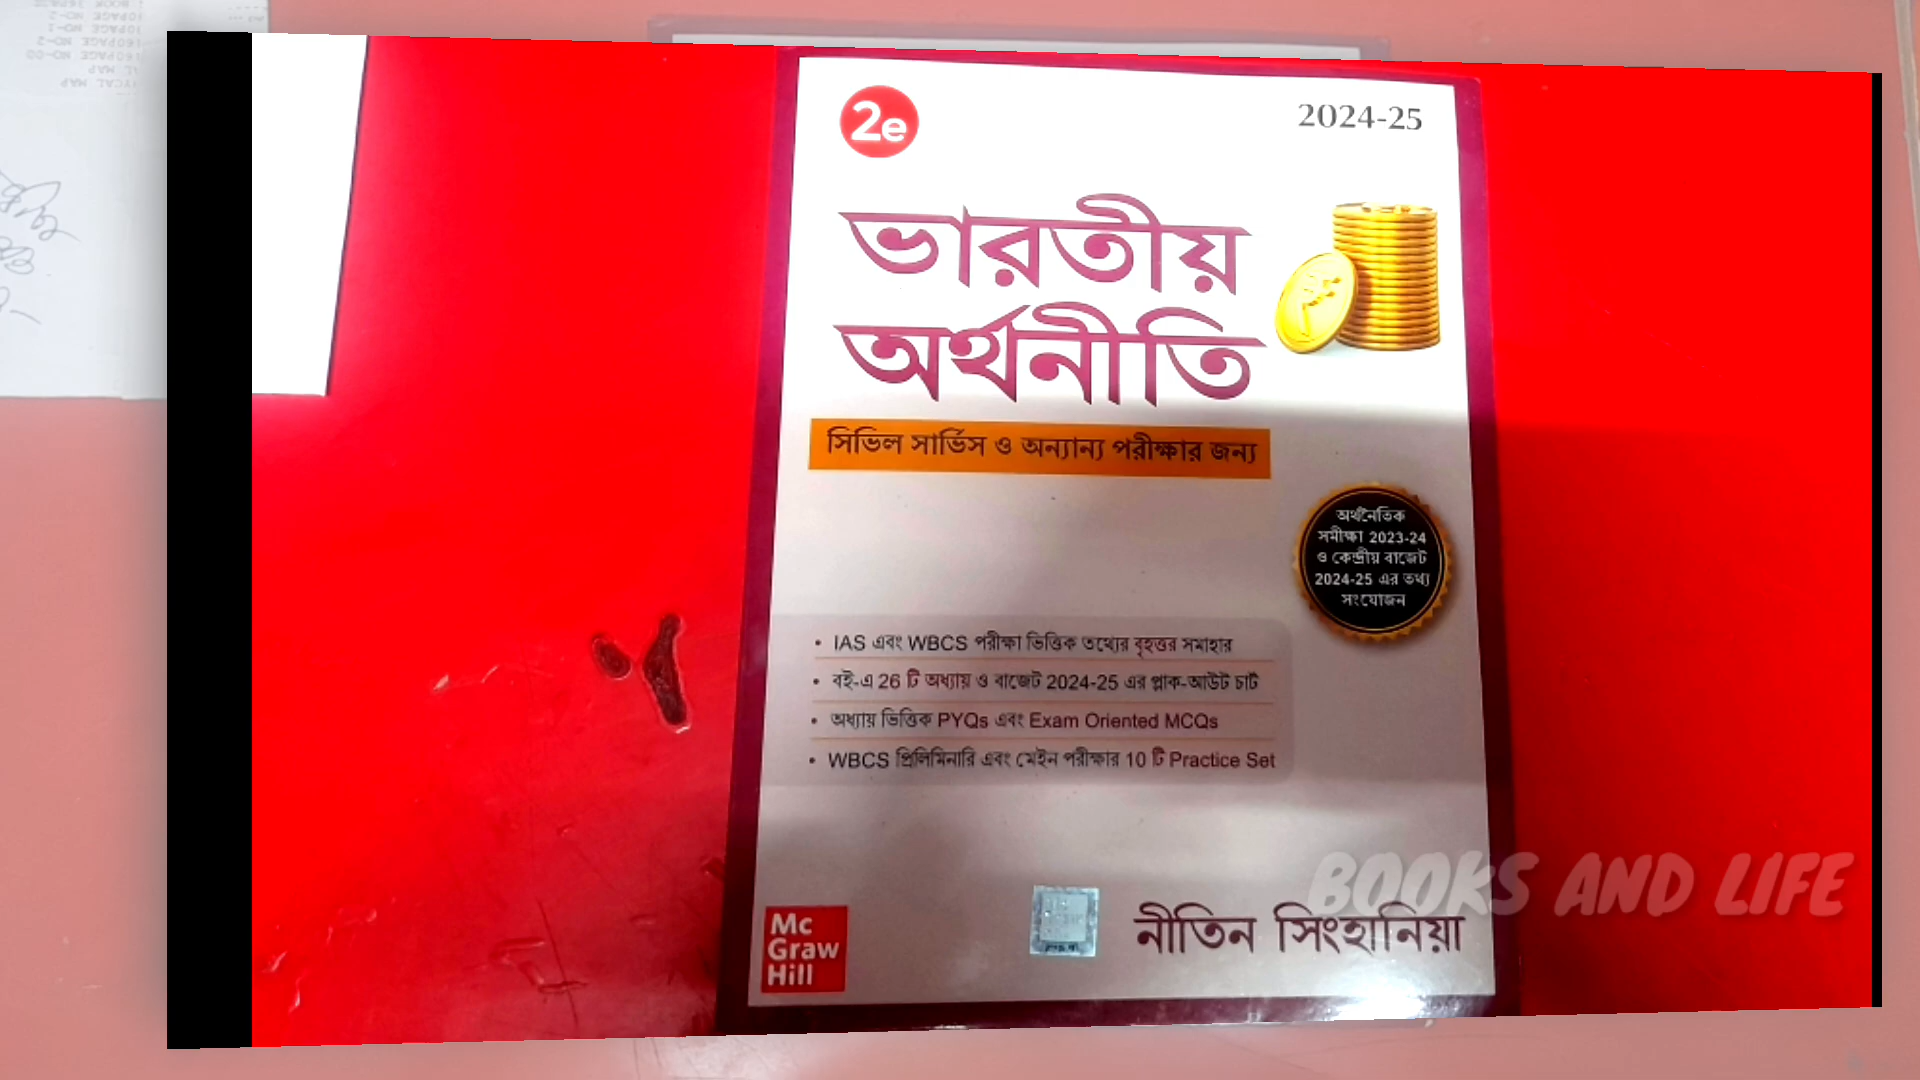 2e
2024-25
ভারতীয়
অর্থনীতি
সিভিল সার্ভিস ও অন্যান্য পরীক্ষার জন্য
অর্থনৈতিক
সমীক্ষা 2023-24
ও কেন্দ্রীয় বাজেট
2024-25 এর তথ্য
সংযোজন
• IAS এবং WBCS পরীক্ষা ভিত্তিক তথ্যের বৃহত্তর সমাহার
• বই-এ 26 টি অধ্যায় ও বাজেট 2024-25 এর প্লাক-আউট চার্ট
• অধ্যায় ভিত্তিক PYQs এবং Exam Oriented MCQs
• WBCS প্রিলিমিনারি এবং মেইন পরীক্ষার 10 টি Practice Set
BOOKS AND LIFE
Mc
Graw
Hill
নীতিন সিংহানিয়া